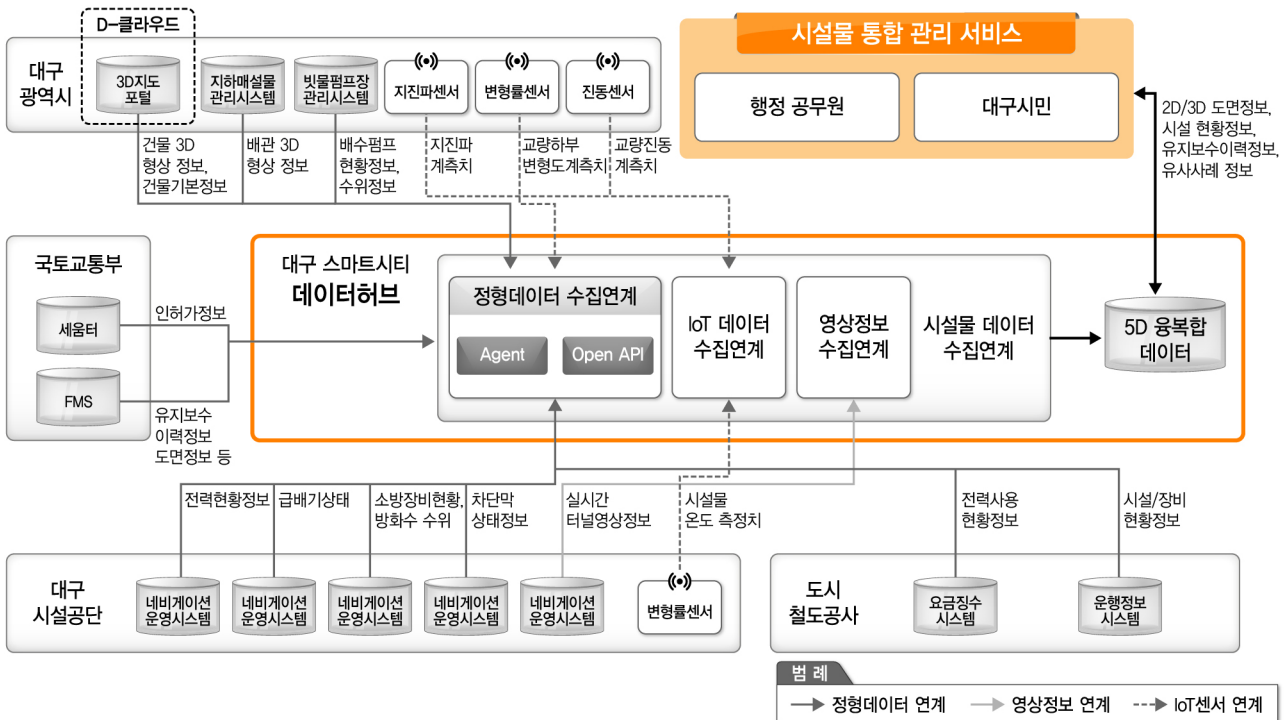 D-클라우드
대구
광역시
3D지도
포털
지하매설물
관리시스템
빗물펌프장
관리시스템
지진파센서
변형률센서
진동센서
시설물 통합 관리 서비스
행정 공무원
대구시민
2D/3D 도면정보,
시설 현황정보,
유지보수이력정보,
유사사례 정보
건물 3D
형상 정보,
건물기본정보
배관 3D
형상 정보
배수펌프
현황정보,
수위정보
지진파
계측치
교량하부
변형도계측치
교량진동
계측치
국토교통부
세움터
FMS
인허가정보
유지보수
이력정보
도면정보 등
대구 스마트시티
데이터허브
정형데이터 수집연계
Agent
Open API
IoT 데이터
수집연계
영상정보
수집연계
시설물 데이터
수집연계
5D 융복합
데이터
전력현황정보
급배기상태
소방장비현황,
방화수 수위
차단막
상태정보
실시간
터널영상정보
시설물
온도 측정치
전력사용
현황정보
시설/장비
현황정보
대구
시설공단
네비게이션
운영시스템
네비게이션
운영시스템
네비게이션
운영시스템
네비게이션
운영시스템
네비게이션
운영시스템
변형률센서
도시
철도공사
요금징수
시스템
운행정보
시스템
범 례
정형데이터 연계
영상정보 연계
IoT센서 연계